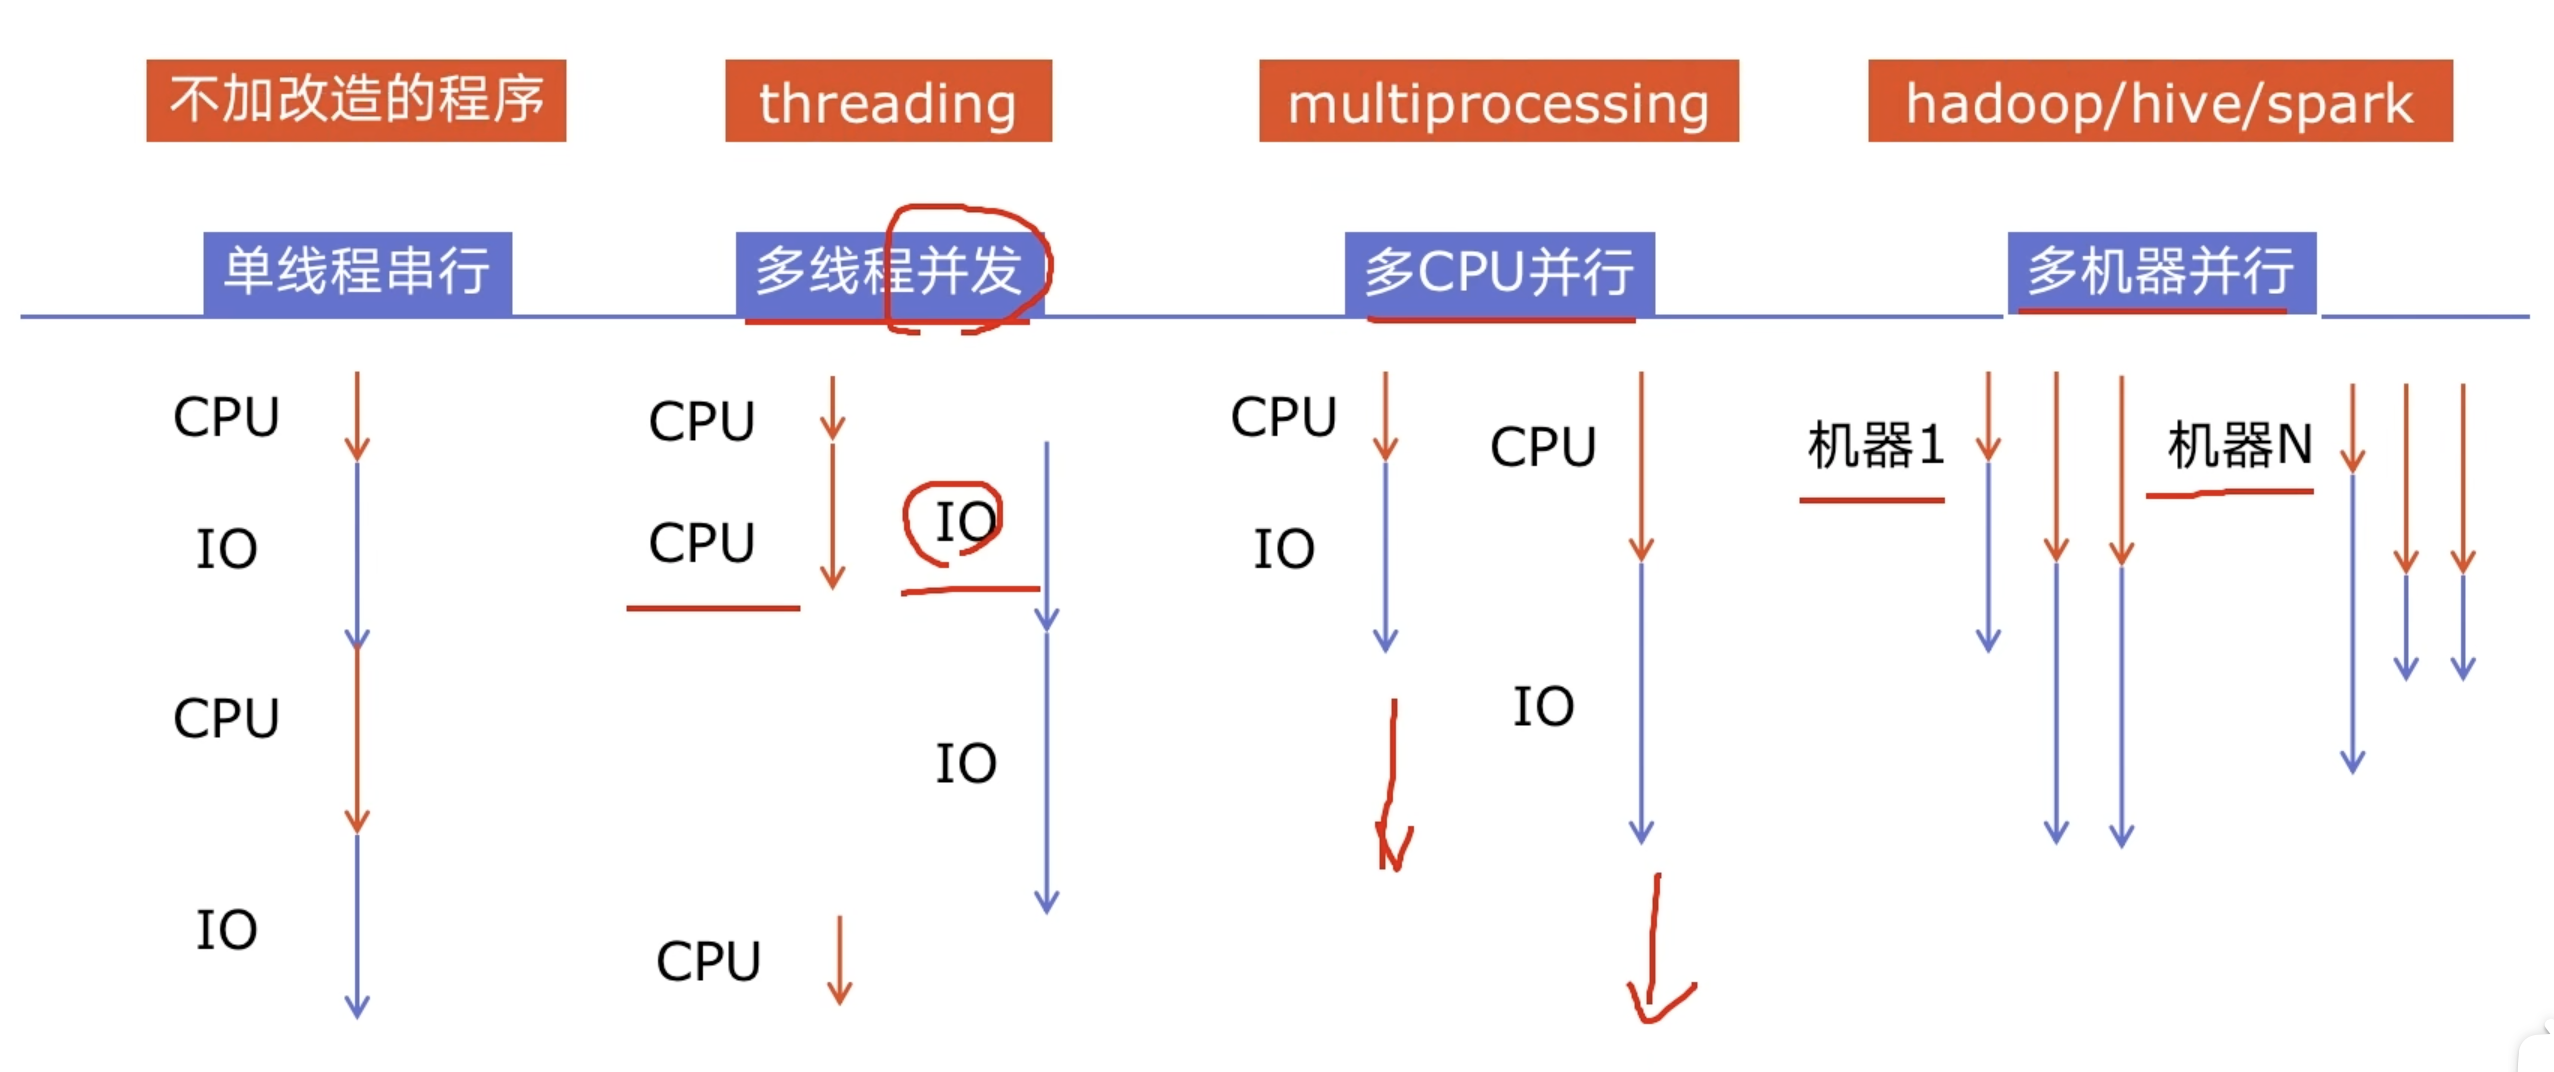 不加改造的程序
threading
multiprocessing
hadoop/hive/spark
单线程串行
多线程并发
多CPU并行
多机器并行
CPU
IO
CPU
IO
CPU
CPU
IO
IO
CPU
CPU
IO
CPU
IO
机器1
机器N